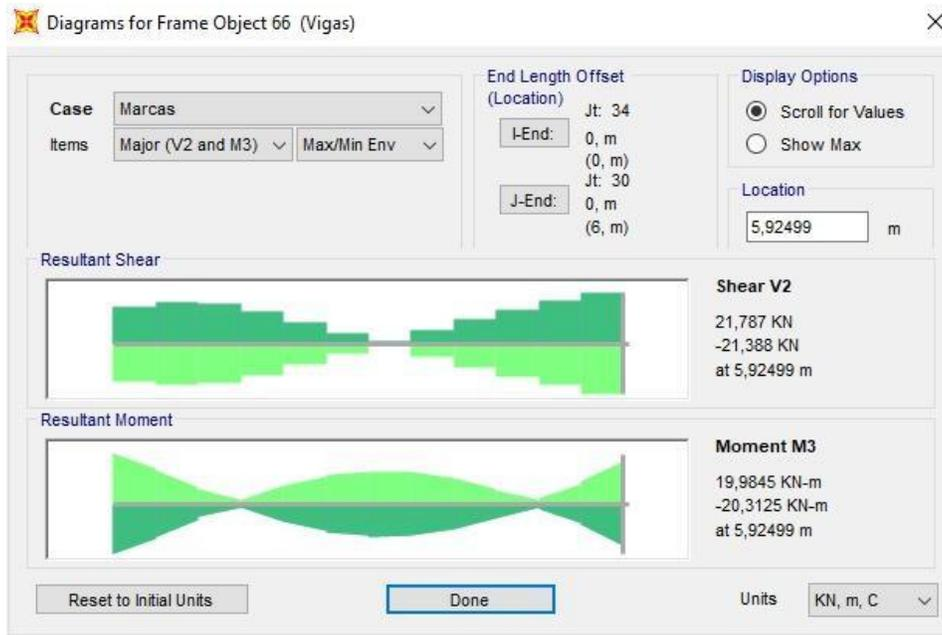 Diagrams for Frame Object 66 (Vigas)
Case Marcas
Items Major (V2 and M3) Max/Min Env
End Length Offset
(Location)
I-End:
Jt: 34
0, m
(0, m)
J-End:
Jt: 30
0, m
(6, m)
Display Options
Scroll for Values
Show Max
Location
5,92499 m
Resultant Shear
Shear V2
21,787 KN
-21,388 KN
at 5,92499 m
Resultant Moment
Moment M3
19,9845 KN-m
-20,3125 KN-m
at 5,92499 m
Reset to Initial Units
Done
Units KN, m, C